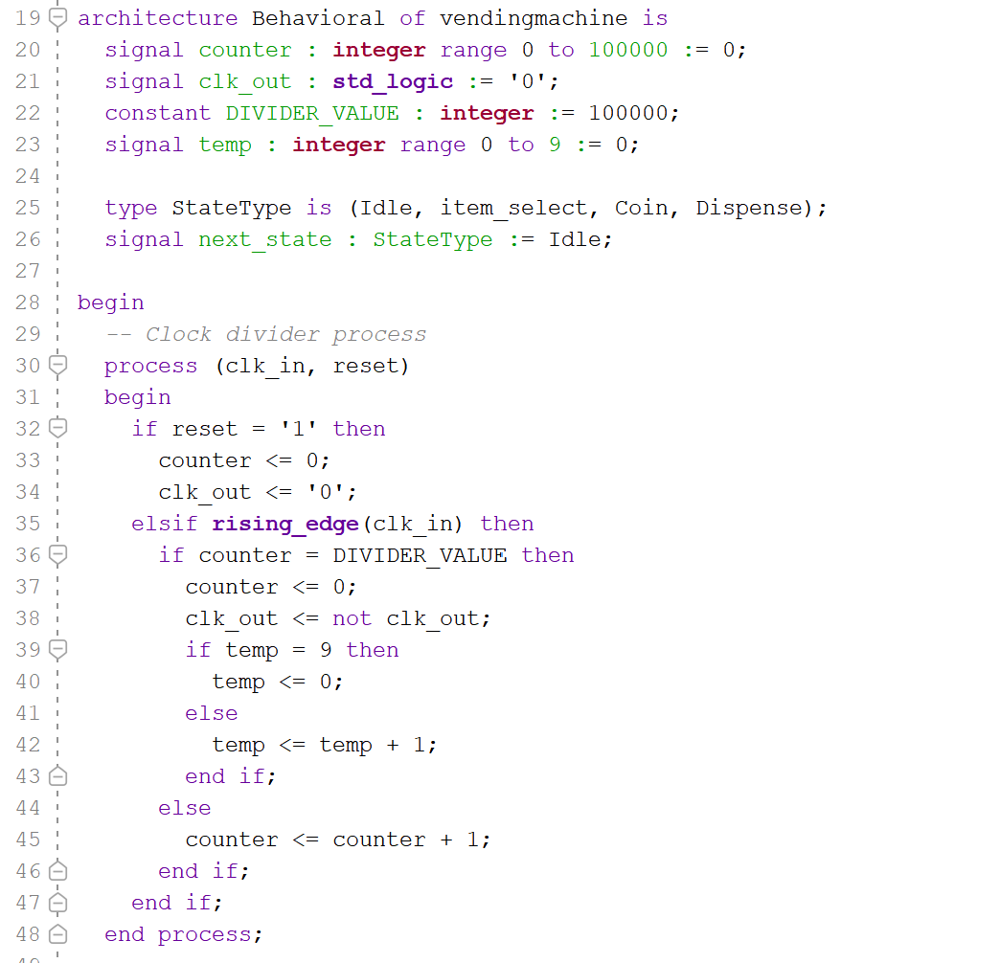 19 architecture Behavioral of vendingmachine is
20 signal counter : integer range 0 to 100000 := 0;
21 signal clk_out : std_logic := '0';
22 constant DIVIDER_VALUE : integer := 100000;
23 signal temp : integer range 0 to 9 := 0;
24
25 type StateType is (Idle, item_select, Coin, Dispense);
26 signal next_state : StateType := Idle;
27
28 begin
29 -- Clock divider process
30 process (clk_in, reset)
31 begin
32 if reset = '1' then
33 counter <= 0;
34 clk_out <= '0';
35 elsif rising_edge(clk_in) then
36 if counter = DIVIDER_VALUE then
37 counter <= 0;
38 clk_out <= not clk_out;
39 if temp = 9 then
40 temp <= 0;
41 else
42 temp <= temp + 1;
43 end if;
44 else
45 counter <= counter + 1;
46 end if;
47 end if;
48 end process;